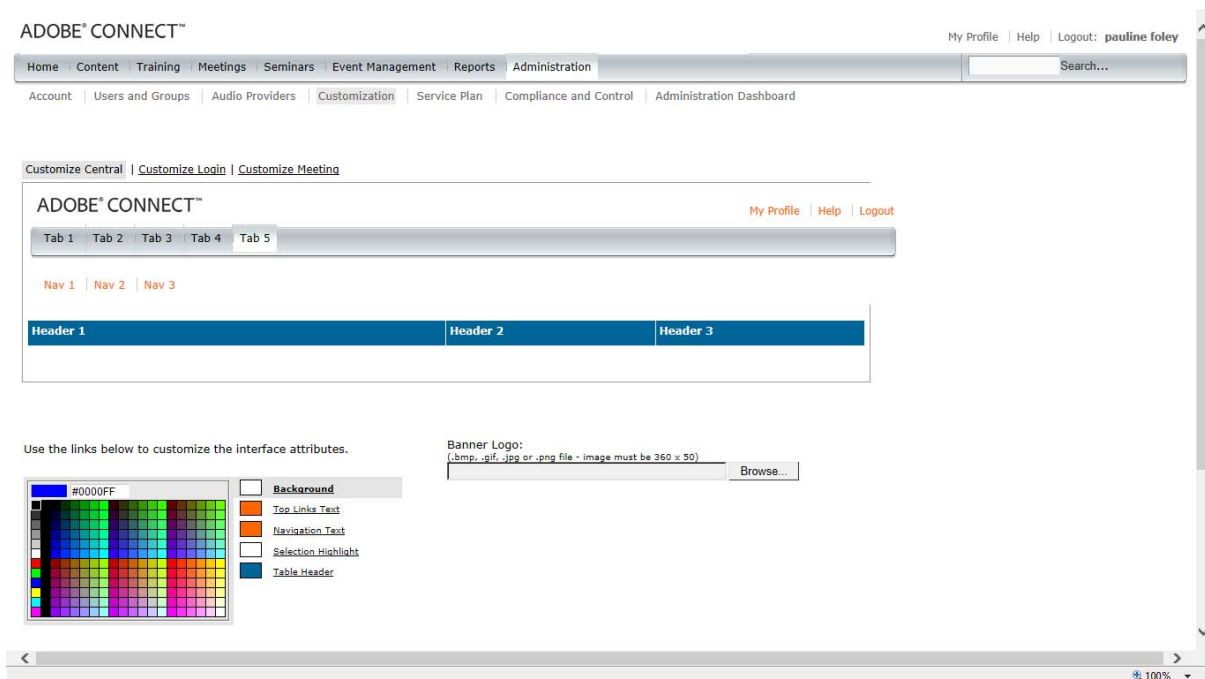 ADOBE® CONNECT™
My Profile | Help | Logout: pauline foley
Home Content Training Meetings Seminars Event Management Reports Administration Search...
Account | Users and Groups | Audio Providers | Customization | Service Plan | Compliance and Control | Administration Dashboard
Customize Central | Customize Login | Customize Meeting
ADOBE® CONNECT™
My Profile | Help | Logout
Tab 1 Tab 2 Tab 3 Tab 4 Tab 5
Nav 1 | Nav 2 | Nav 3
Header 1 Header 2 Header 3
Use the links below to customize the interface attributes.
#0000FF
Background
Top Links Text
Navigation Text
Selection Highlight
Table Header
Banner Logo:
(.bmp, .gif, .jpg or .png file - image must be 360 x 50)
Browse...
100%